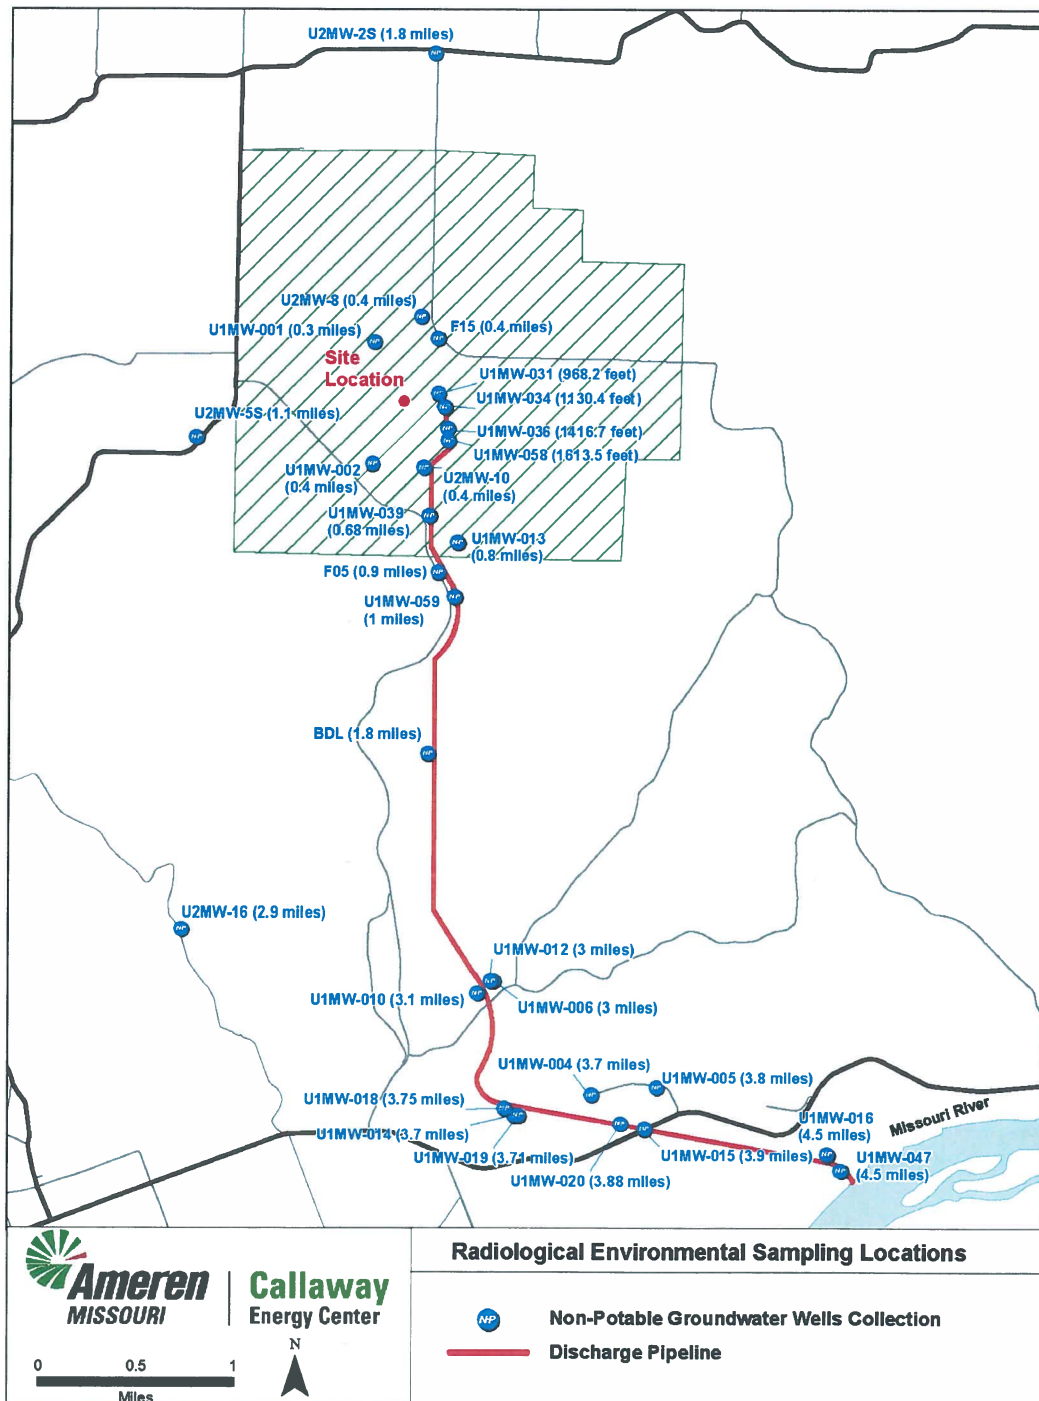 U2MW-2S (1.8 miles)
U2MW-8 (0.4 miles)
U1MW-001 (0.3 miles)
F15 (0.4 miles)
Site
Location
U1MW-031 (968.2 feet)
U1MW-034 (1130.4 feet)
U2MW-5S (1.1 miles)
U1MW-036 (1416.7 feet)
U1MW-058 (1613.5 feet)
U1MW-002
(0.4 miles)
U2MW-10
(0.4 miles)
U1MW-039
(0.68 miles)
U1MW-013
(0.8 miles)
F05 (0.9 miles)
U1MW-059
(1 miles)
BDL (1.8 miles)
U2MW-16 (2.9 miles)
U1MW-012 (3 miles)
U1MW-010 (3.1 miles)
U1MW-006 (3 miles)
U1MW-004 (3.7 miles)
U1MW-005 (3.8 miles)
U1MW-018 (3.75 miles)
U1MW-014 (3.7 miles)
U1MW-019 (3.71 miles)
U1MW-020 (3.88 miles)
U1MW-015 (3.9 miles)
U1MW-016
(4.5 miles)
Missouri River
U1MW-047
(4.5 miles)
Ameren
MISSOURI
Callaway
Energy Center
N
0 0.5 1
Miles
Radiological Environmental Sampling Locations
NP Non-Potable Groundwater Wells Collection
Discharge Pipeline